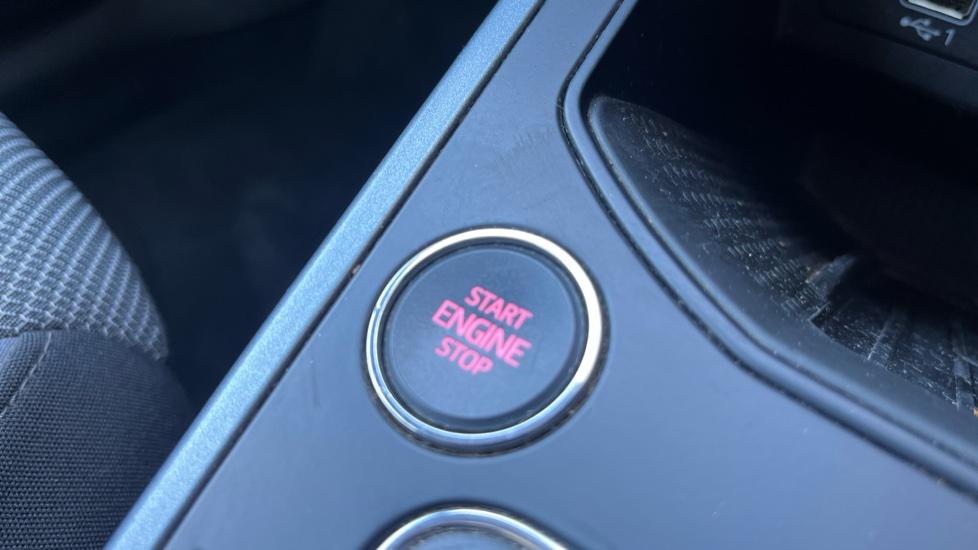 1
START
ENGINE
STOP